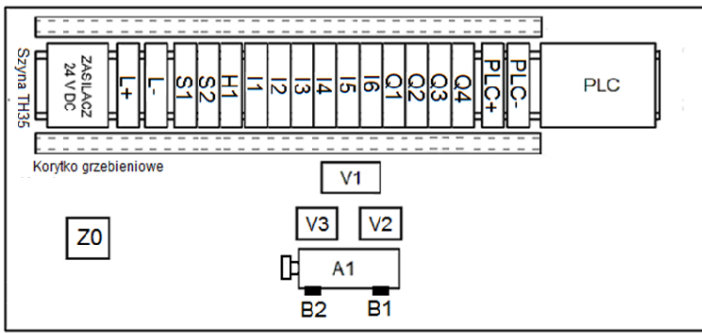 Szyna TH35
ZASILACZ
24 V DC
L+
L-
S1
S2
H1
I1
I2
I3
I4
I5
I6
Q1
Q2
Q3
Q4
PLC+
PLC-
PLC
Korytko grzebieniowe
V1
V3
V2
Z0
A1
B2
B1